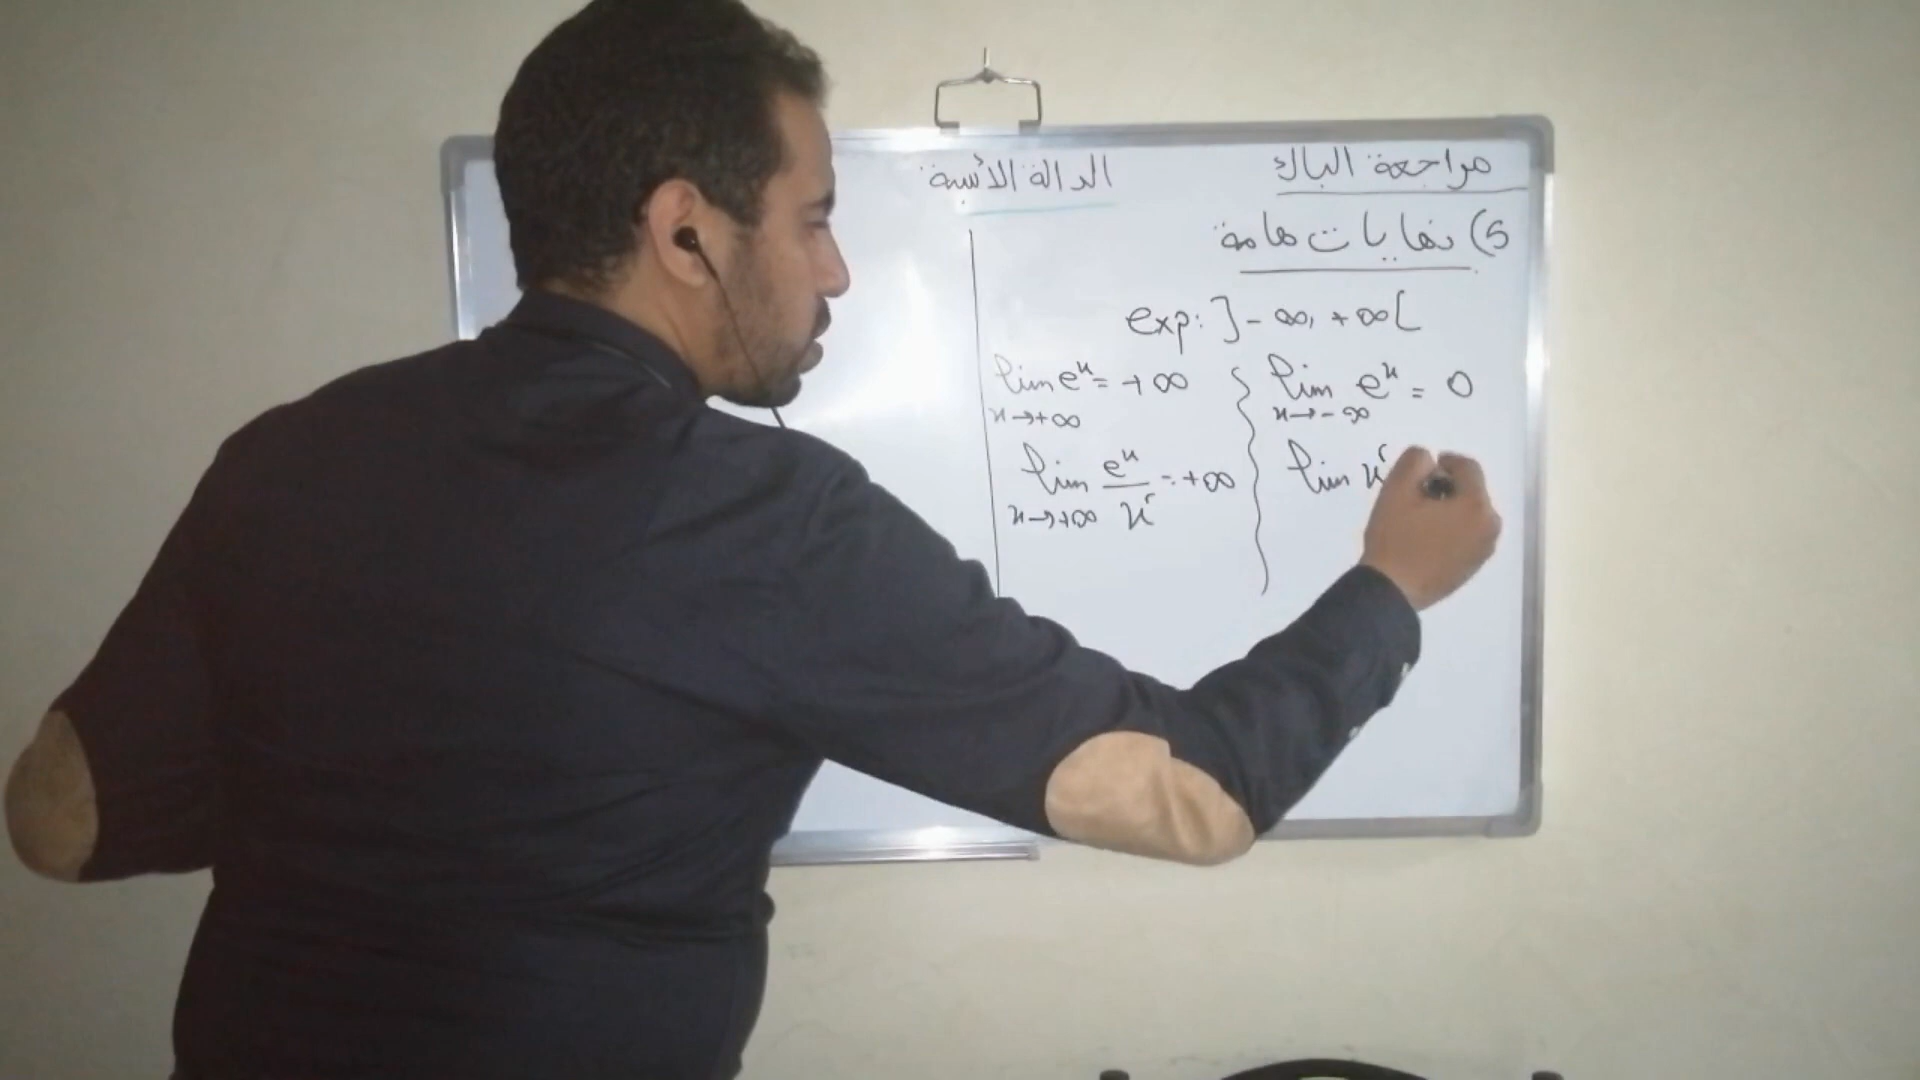 مراجعة الباك
الدالة الأسية
5) نهايات هامة
exp: ]-∞, +∞[
lim e^x = 0
x→-∞
lim x^r
lim e^x = +∞
x→+∞
lim e^x / x^r = +∞
x→+∞